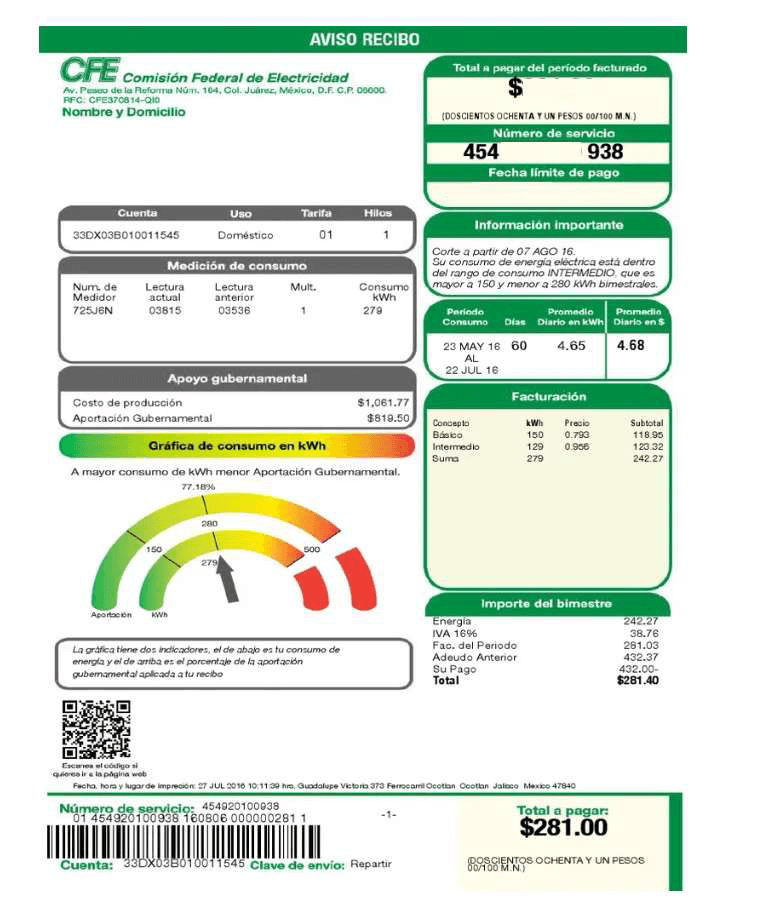 AVISO RECIBO
CFE Comisión Federal de Electricidad
Av. Paseo de la Reforma Núm. 164, Col. Juárez, México, D.F. C.P. 06600.
RFC: CFE370814-QI0
Nombre y Domicilio
Total a pagar del período facturado
$
(DOSCIENTOS OCHENTA Y UN PESOS 00/100 M.N.)
Número de servicio
454 938
Fecha límite de pago
Cuenta Uso Tarifa Hilos
33DX03B010011545 Doméstico 01 1
Medición de consumo
Num. de Medidor Lectura actual Lectura anterior Mult. Consumo kWh
725J6N 03815 03536 1 279
Información importante
Corte a partir de 07 AGO 16.
Su consumo de energía eléctrica está dentro
del rango de consumo INTERMEDIO, que es
mayor a 150 y menor a 280 kWh bimestrales.
Periodo Consumo Días Promedio Diario en kWh Promedio Diario en $
23 MAY 16 60 4.65 4.68
AL
22 JUL 16
Apoyo gubernamental
Costo de producción $1,061.77
Aportación Gubernamental $819.50
Facturación
Concepto kWh Precio Subtotal
Básico 150 0.793 118.95
Intermedio 129 0.956 123.32
Suma 279 242.27
Gráfica de consumo en kWh
A mayor consumo de kWh menor Aportación Gubernamental.
77.18%
280
150
500
279
Aportación kWh
La gráfica tiene dos indicadores, el de abajo es tu consumo de
energía y el de arriba es el porcentaje de la aportación
gubernamental aplicada a tu recibo
Importe del bimestre
Energía 242.27
IVA 16% 38.76
Fac. del Periodo 281.03
Adeudo Anterior 432.37
Su Pago 432.00-
Total $281.40
Escanea el código si
quieres ir a la página web
Fecha, hora y lugar de impreción: 27 JUL 2016 10:11:39 hrs. Guadalupe Victoria 373 Ferrocarril Ocotlan Ocotlan Jalisco Mexico 47840
Número de servicio: 454920100938
01 454920100938 160806 000000281 1
-1-
Cuenta: 33DX03B010011545 Clave de envío: Repartir
Total a pagar:
$281.00
(DOSCIENTOS OCHENTA Y UN PESOS
00/100 M.N.)